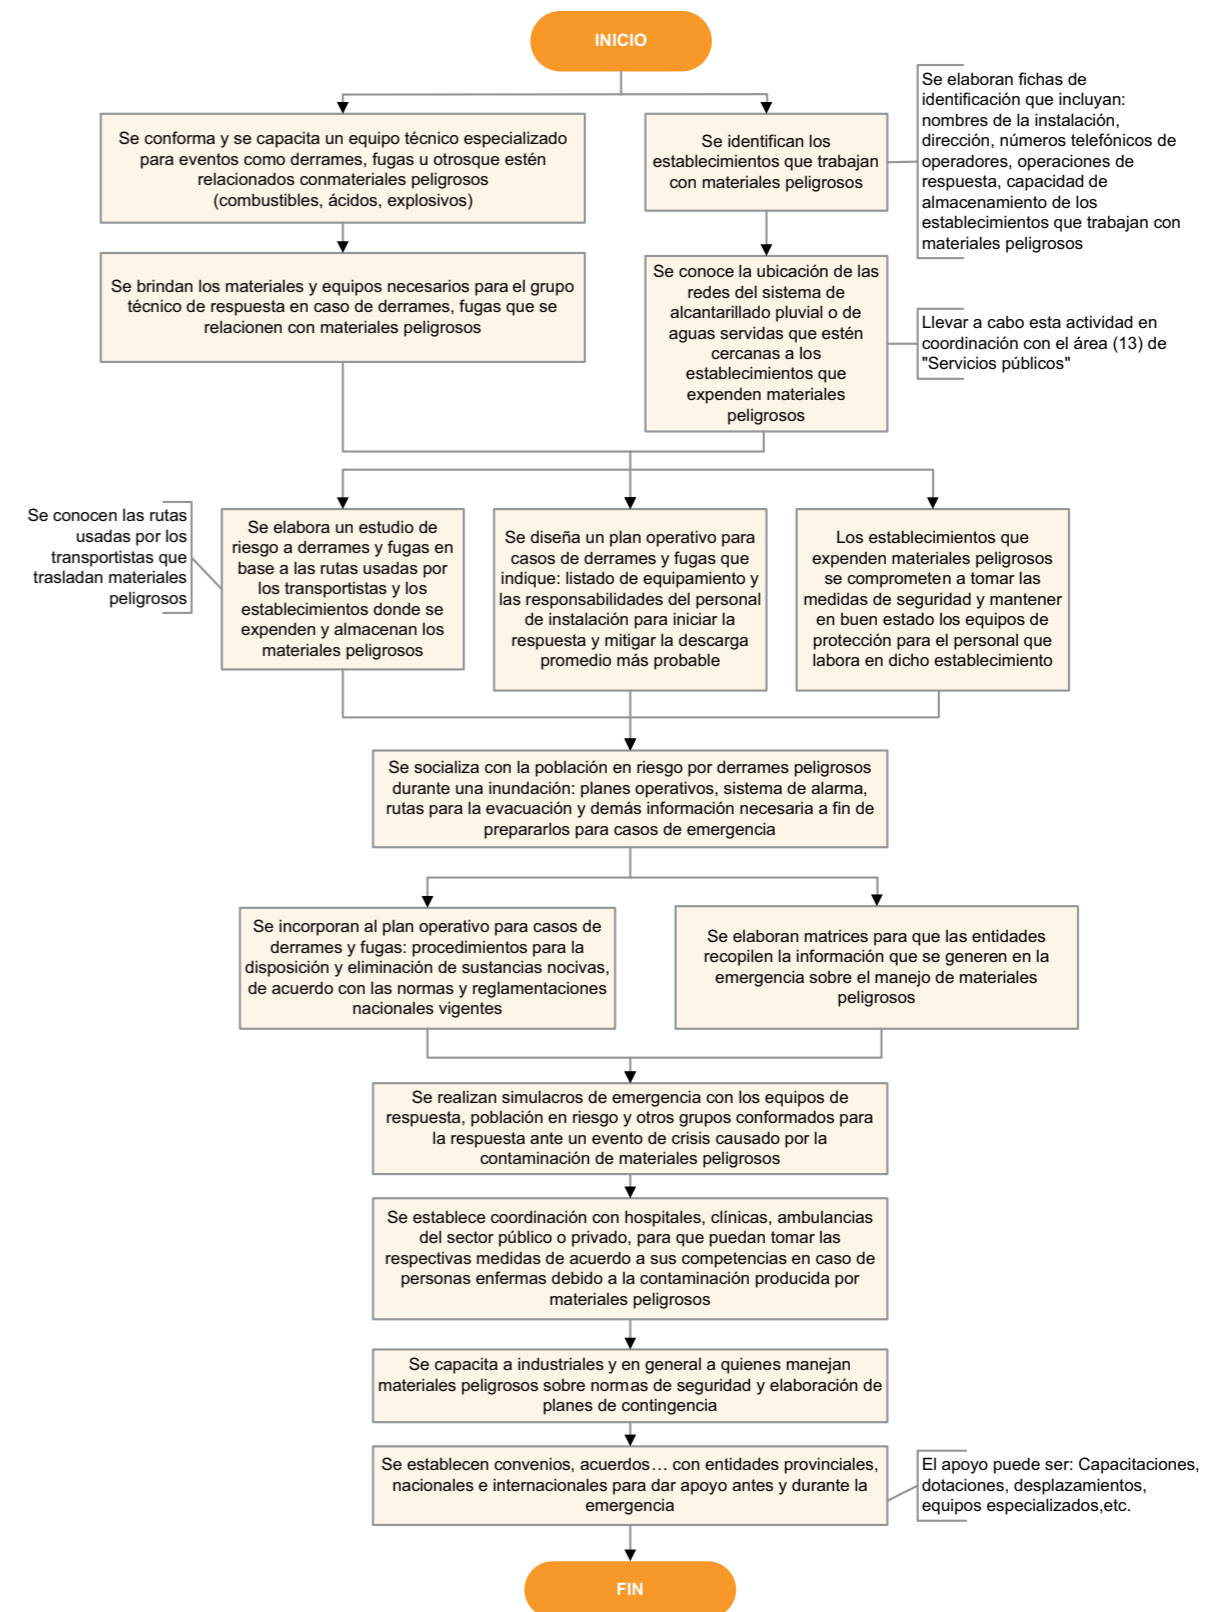 INICIO
Se conforma y se capacita un equipo técnico especializado
para eventos como derrames, fugas u otrosque estén
relacionados conmateriales peligrosos
(combustibles, ácidos, explosivos)
Se identifican los
establecimientos que trabajan
con materiales peligrosos
Se elaboran fichas de
identificación que incluyan:
nombres de la instalación,
dirección, números telefónicos de
operadores, operaciones de
respuesta, capacidad de
almacenamiento de los
establecimientos que trabajan con
materiales peligrosos
Se brindan los materiales y equipos necesarios para el grupo
técnico de respuesta en caso de derrames, fugas que se
relacionen con materiales peligrosos
Se conoce la ubicación de las
redes del sistema de
alcantarillado pluvial o de
aguas servidas que estén
cercanas a los
establecimientos que
expenden materiales
peligrosos
Llevar a cabo esta actividad en
coordinación con el área (13) de
"Servicios públicos"
Se conocen las rutas
usadas por los
transportistas que
trasladan materiales
peligrosos
Se elabora un estudio de
riesgo a derrames y fugas en
base a las rutas usadas por
los transportistas y los
establecimientos donde se
expenden y almacenan los
materiales peligrosos
Se diseña un plan operativo para
casos de derrames y fugas que
indique: listado de equipamiento y
las responsabilidades del personal
de instalación para iniciar la
respuesta y mitigar la descarga
promedio más probable
Los establecimientos que
expenden materiales peligrosos
se comprometen a tomar las
medidas de seguridad y mantener
en buen estado los equipos de
protección para el personal que
labora en dicho establecimiento
Se socializa con la población en riesgo por derrames peligrosos
durante una inundación: planes operativos, sistema de alarma,
rutas para la evacuación y demás información necesaria a fin de
prepararlos para casos de emergencia
Se incorporan al plan operativo para casos de
derrames y fugas: procedimientos para la
disposición y eliminación de sustancias nocivas,
de acuerdo con las normas y reglamentaciones
nacionales vigentes
Se elaboran matrices para que las entidades
recopilen la información que se generen en la
emergencia sobre el manejo de materiales
peligrosos
Se realizan simulacros de emergencia con los equipos de
respuesta, población en riesgo y otros grupos conformados para
la respuesta ante un evento de crisis causado por la
contaminación de materiales peligrosos
Se establece coordinación con hospitales, clínicas, ambulancias
del sector público o privado, para que puedan tomar las
respectivas medidas de acuerdo a sus competencias en caso de
personas enfermas debido a la contaminación producida por
materiales peligrosos
Se capacita a industriales y en general a quienes manejan
materiales peligrosos sobre normas de seguridad y elaboración de
planes de contingencia
Se establecen convenios, acuerdos… con entidades provinciales,
nacionales e internacionales para dar apoyo antes y durante la
emergencia
El apoyo puede ser: Capacitaciones,
dotaciones, desplazamientos,
equipos especializados,etc.
FIN